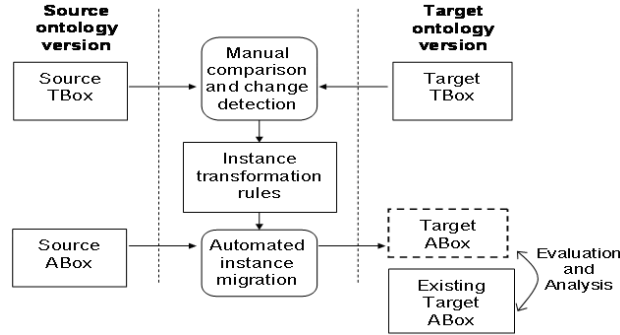 Source
ontology
version
Target
ontology
version
Source
TBox
Manual
comparison
and change
detection
Target
TBox
Instance
transformation
rules
Source
ABox
Automated
instance
migration
Target
ABox
Existing
Target
ABox
Evaluation
and
Analysis